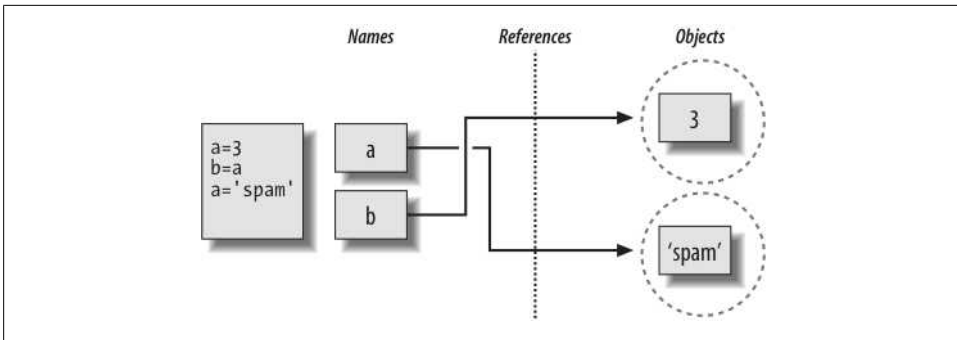 Names References Objects
a=3
b=a
a='spam'
a
b
3
‘spam’